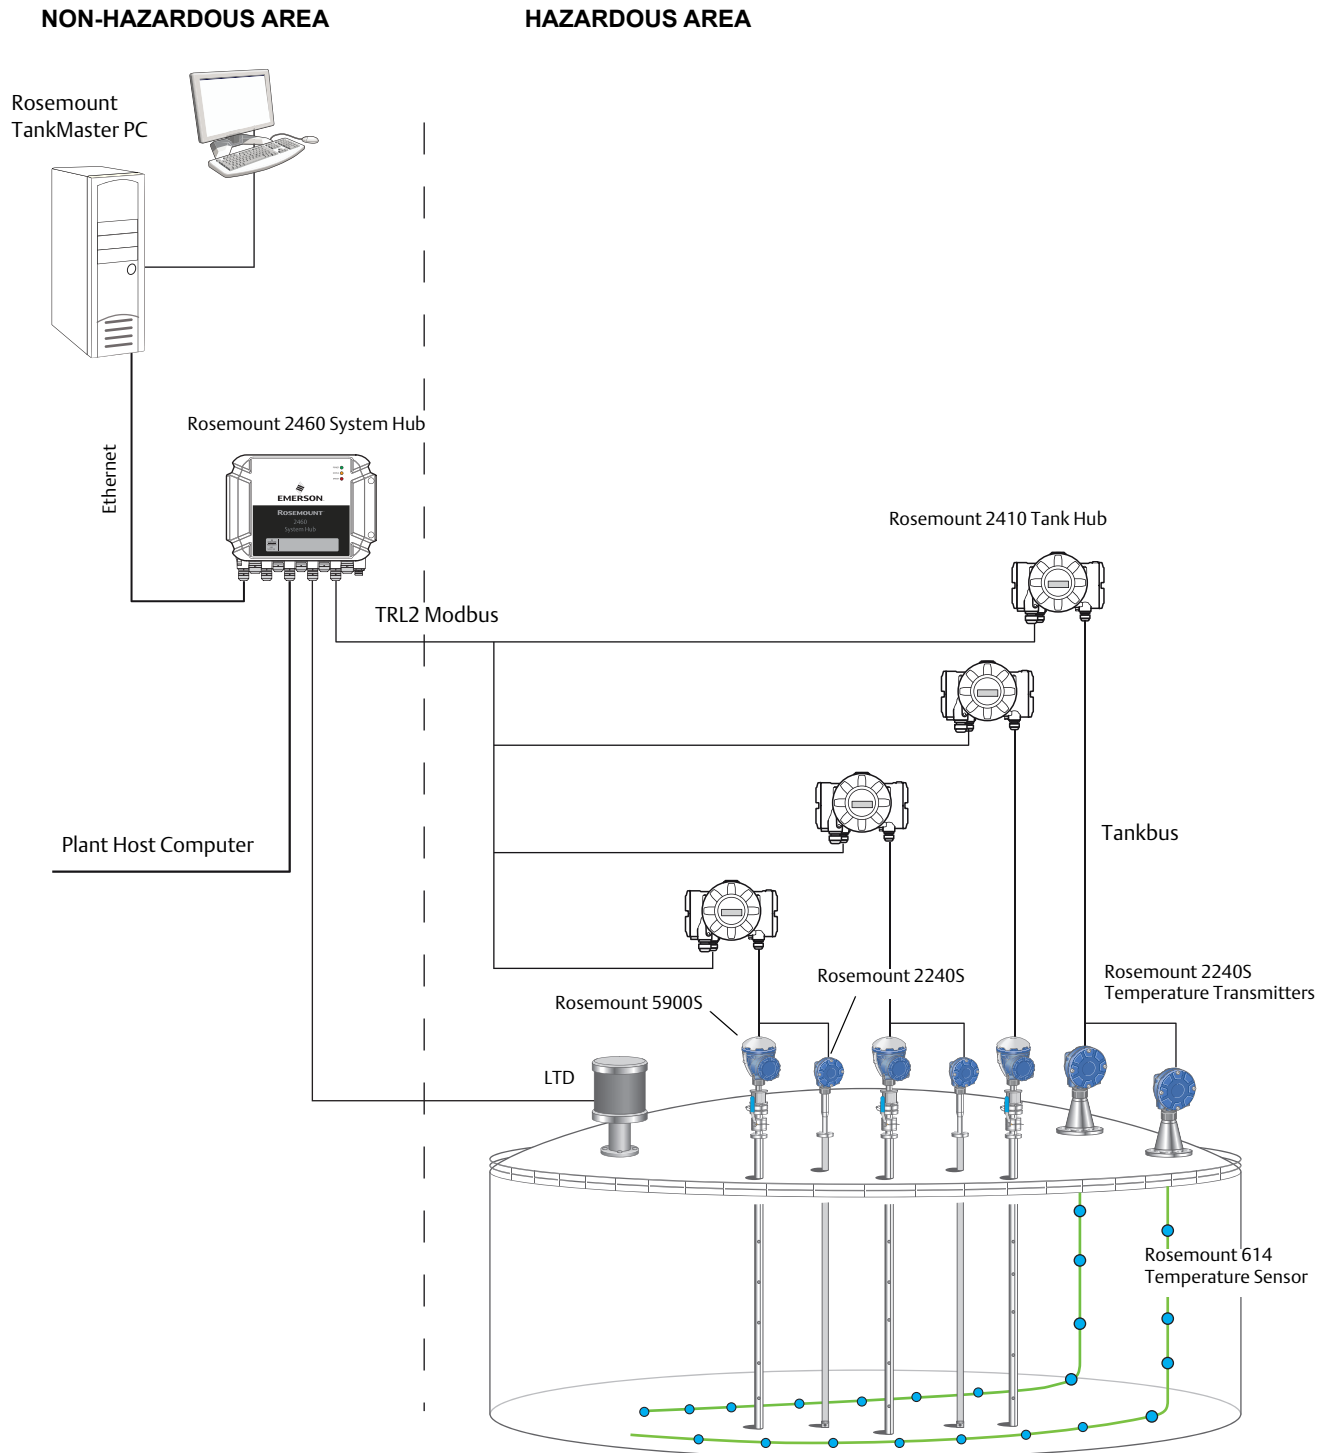 NON-HAZARDOUS AREA
HAZARDOUS AREA
Rosemount
TankMaster PC
Rosemount 2460 System Hub
Ethernet
EMERSON
ROSEMOUNT
2460
System Hub
Rosemount 2410 Tank Hub
TRL2 Modbus
Plant Host Computer
Tankbus
Rosemount 2240S
Rosemount 2240S
Temperature Transmitters
Rosemount 5900S
LTD
Rosemount 614
Temperature Sensor